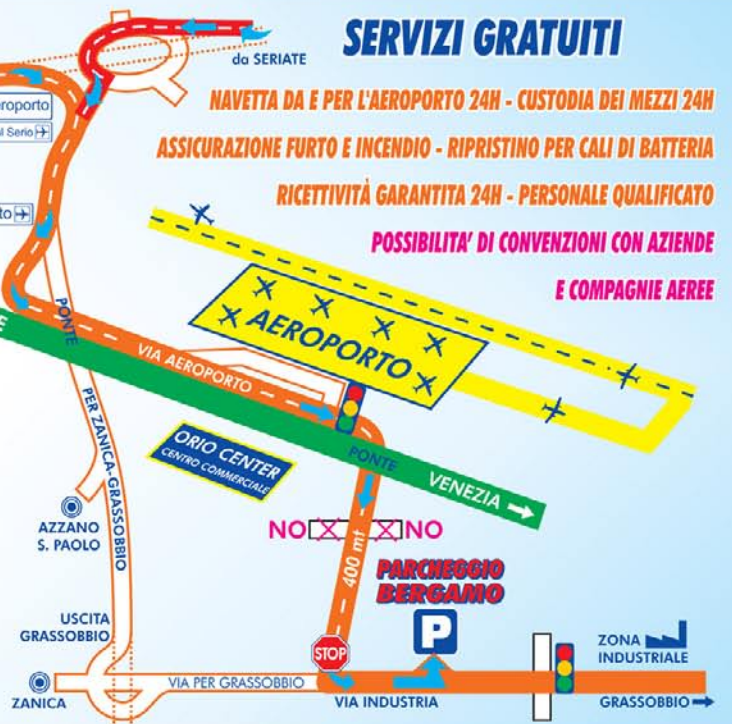 SERVIZI GRATUITI
da SERIATE
NAVETTA DA E PER L'AEROPORTO 24H - CUSTODIA DEI MEZZI 24H
ASSICURAZIONE FURTO E INCENDIO - RIPRISTINO PER CALI DI BATTERIA
RICETTIVITÀ GARANTITA 24H - PERSONALE QUALIFICATO
POSSIBILITA' DI CONVENZIONI CON AZIENDE
E COMPAGNIE AEREE
eroporto
al Serio
to
PONTE
E
VIA AEROPORTO
AEROPORTO
ORIO CENTER
CENTRO COMMERCIALE
PONTE
VENEZIA
PER ZANICA-GRASSOBBIO
AZZANO
S. PAOLO
NO
NO
400 mt
PARCHEGGIO
BERGAMO
P
USCITA
GRASSOBBIO
STOP
ZONA
INDUSTRIALE
ZANICA
VIA PER GRASSOBBIO
VIA INDUSTRIA
GRASSOBBIO